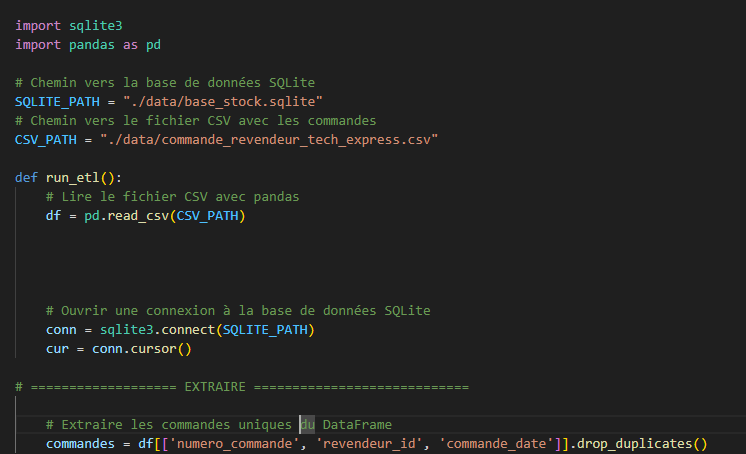 import sqlite3
import pandas as pd
# Chemin vers la base de données SQLite
SQLITE_PATH = "./data/base_stock.sqlite"
# Chemin vers le fichier CSV avec les commandes
CSV_PATH = "./data/commande_revendeur_tech_express.csv"
def run_etl():
    # Lire le fichier CSV avec pandas
    df = pd.read_csv(CSV_PATH)
    # Ouvrir une connexion à la base de données SQLite
    conn = sqlite3.connect(SQLITE_PATH)
    cur = conn.cursor()
# =================== EXTRAIRE ============================
    # Extraire les commandes uniques du DataFrame
    commandes = df[['numero_commande', 'revendeur_id', 'commande_date']].drop_duplicates()